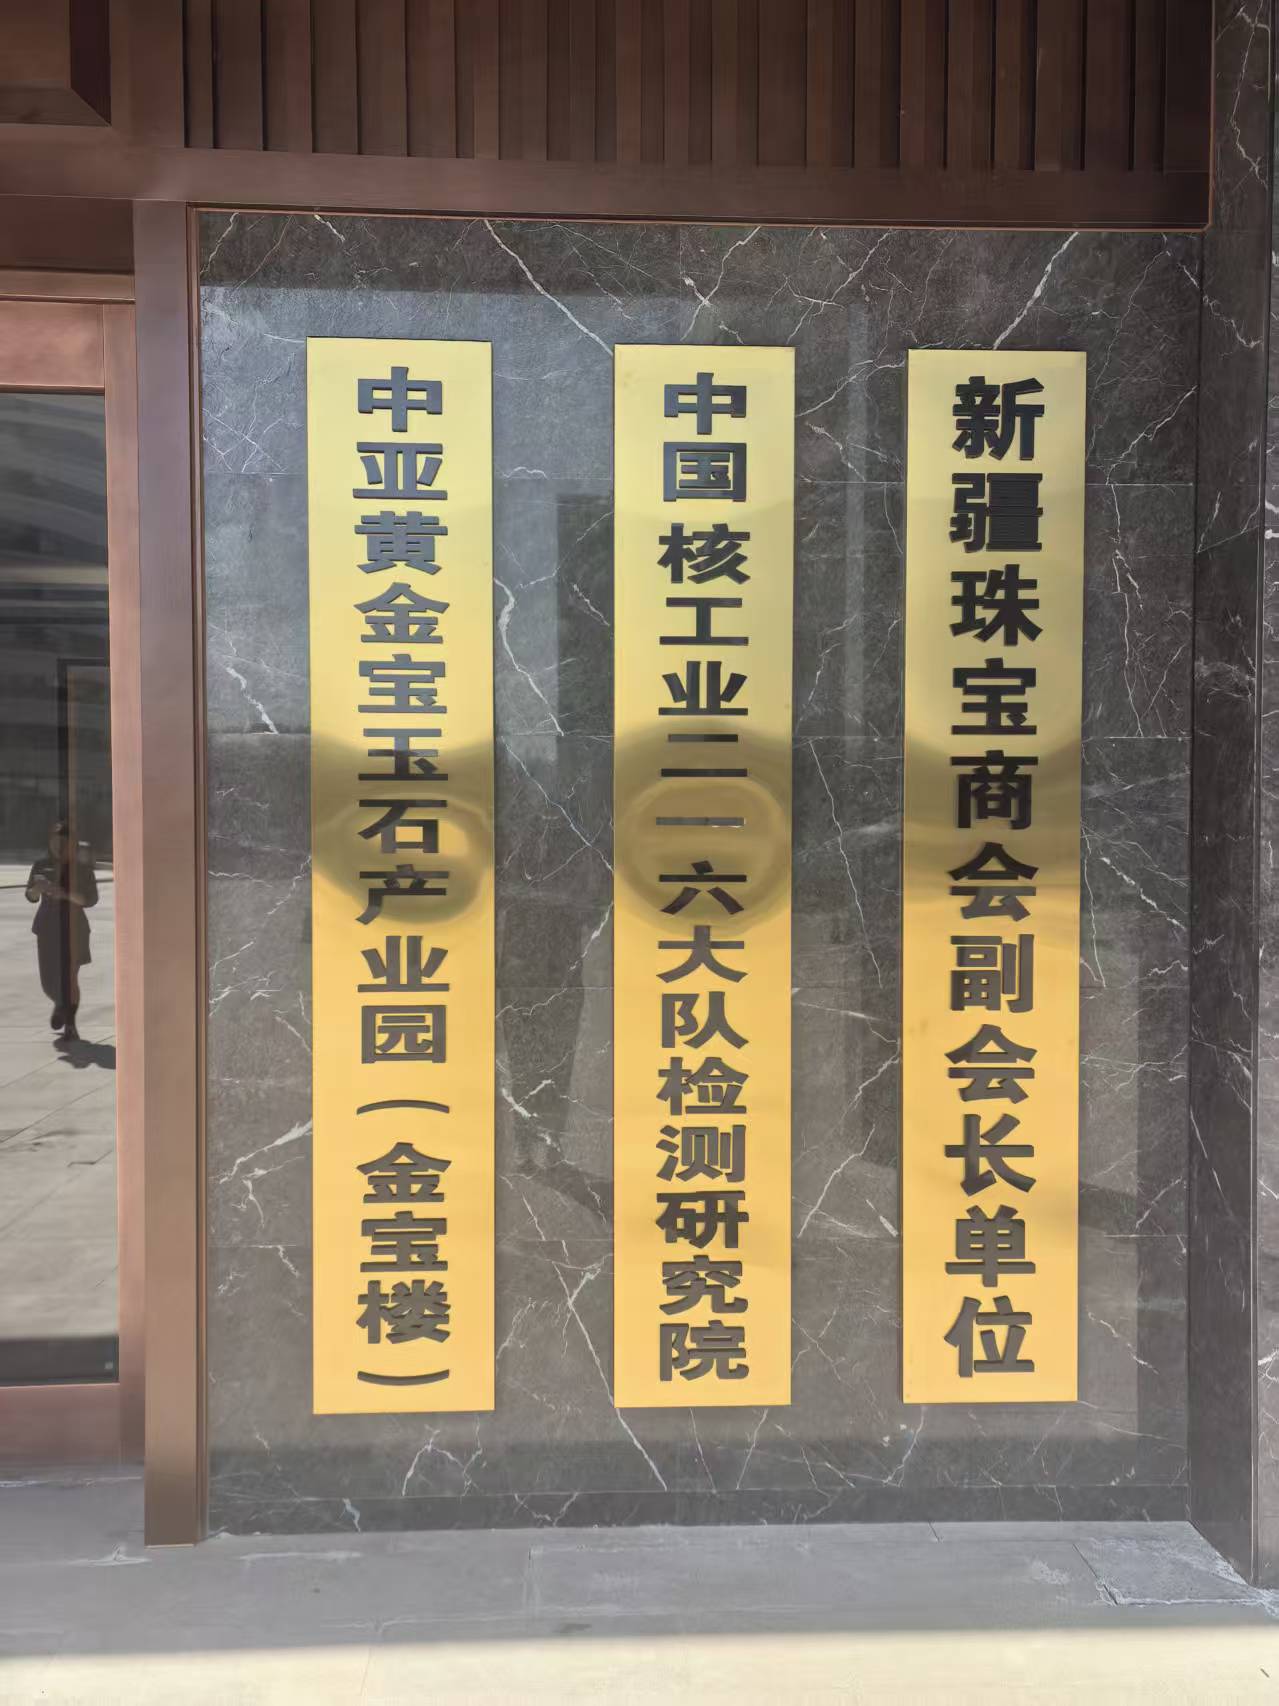 中亚黄金宝玉石产业园（金宝楼）
中国核工业二一六大队检测研究院
新疆珠宝商会副会长单位